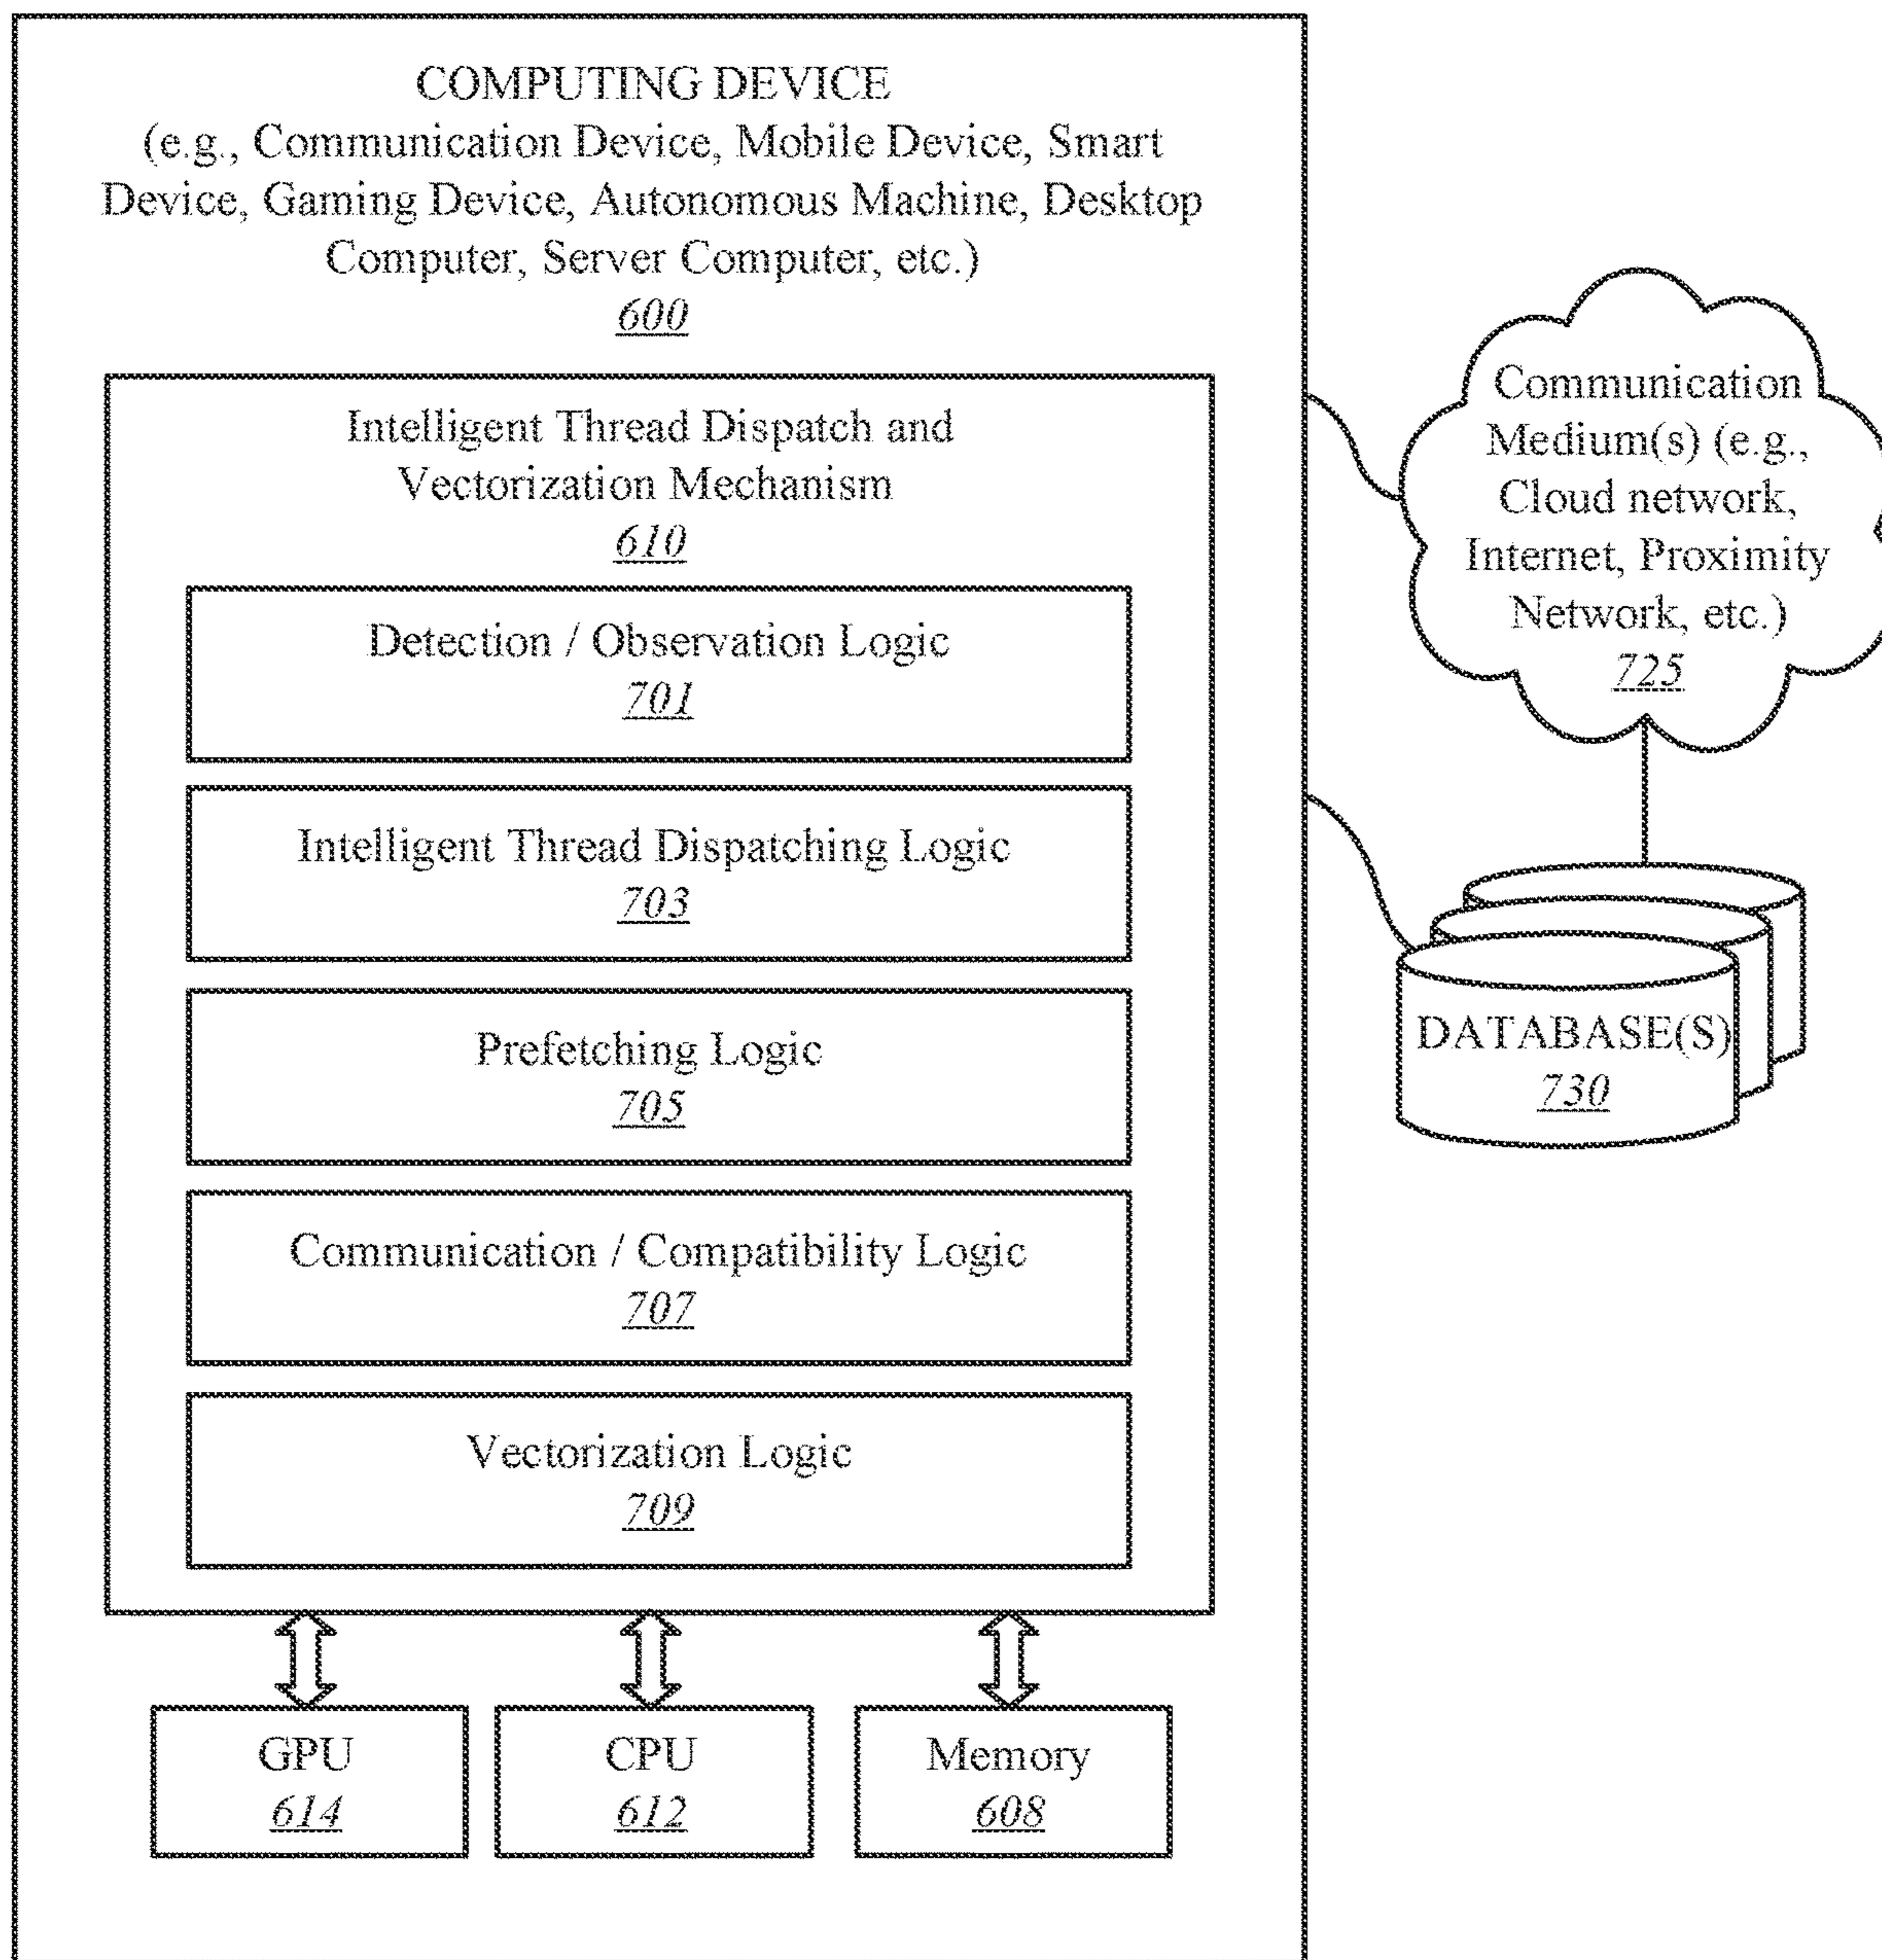 COMPUTING DEVICE
(e.g., Communication Device, Mobile Device, Smart
Device, Gaming Device, Autonomous Machine, Desktop
Computer, Server Computer, etc.)
600
Intelligent Thread Dispatch and
Vectorization Mechanism
610
Detection / Observation Logic
701
Intelligent Thread Dispatching Logic
703
Prefetching Logic
705
Communication / Compatibility Logic
707
Vectorization Logic
709
GPU
614
CPU
612
Memory
608
Communication
Medium(s) (e.g.,
Cloud network,
Internet, Proximity
Network, etc.)
725
DATABASE(S)
730